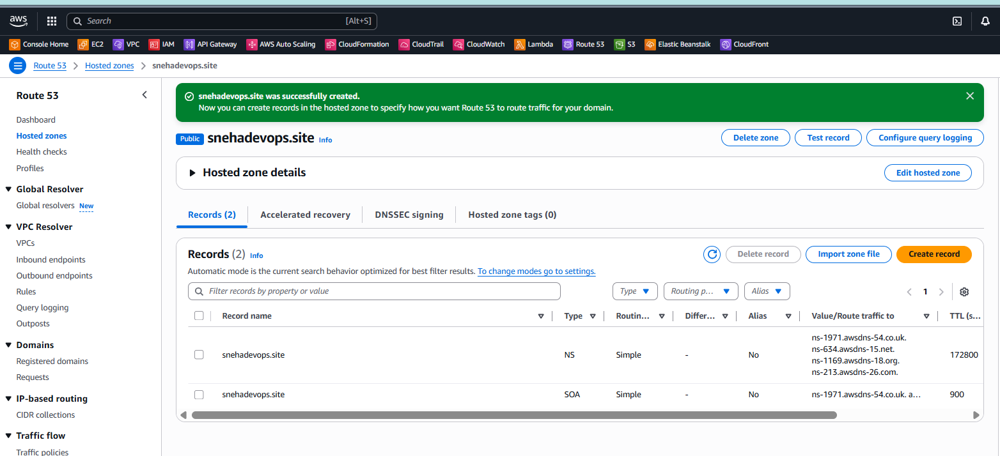 aws
Search [Alt+S]
Console Home EC2 VPC IAM API Gateway AWS Auto Scaling CloudFormation CloudTrail CloudWatch Lambda Route 53 S3 Elastic Beanstalk CloudFront
Route 53 Hosted zones snehadevops.site
Route 53
Dashboard
Hosted zones
Health checks
Profiles
Global Resolver
Global resolvers New
VPC Resolver
VPCs
Inbound endpoints
Outbound endpoints
Rules
Query logging
Outposts
Domains
Registered domains
Requests
IP-based routing
CIDR collections
Traffic flow
Traffic policies
snehadevops.site was successfully created.
Now you can create records in the hosted zone to specify how you want Route 53 to route traffic for your domain.
Public snehadevops.site Info
Delete zone Test record Configure query logging
Hosted zone details Edit hosted zone
Records (2) Accelerated recovery DNSSEC signing Hosted zone tags (0)
Records (2) Info
Delete record Import zone file Create record
Automatic mode is the current search behavior optimized for best filter results. To change modes go to settings.
Filter records by property or value Type Routing p... Alias 1
Record name Type Routin... Differ... Alias Value/Route traffic to TTL (s...
snehadevops.site NS Simple - No ns-1971.awsdns-54.co.uk.
ns-634.awsdns-15.net.
ns-1169.awsdns-18.org.
ns-213.awsdns-26.com.
172800
snehadevops.site SOA Simple - No ns-1971.awsdns-54.co.uk. a... 900